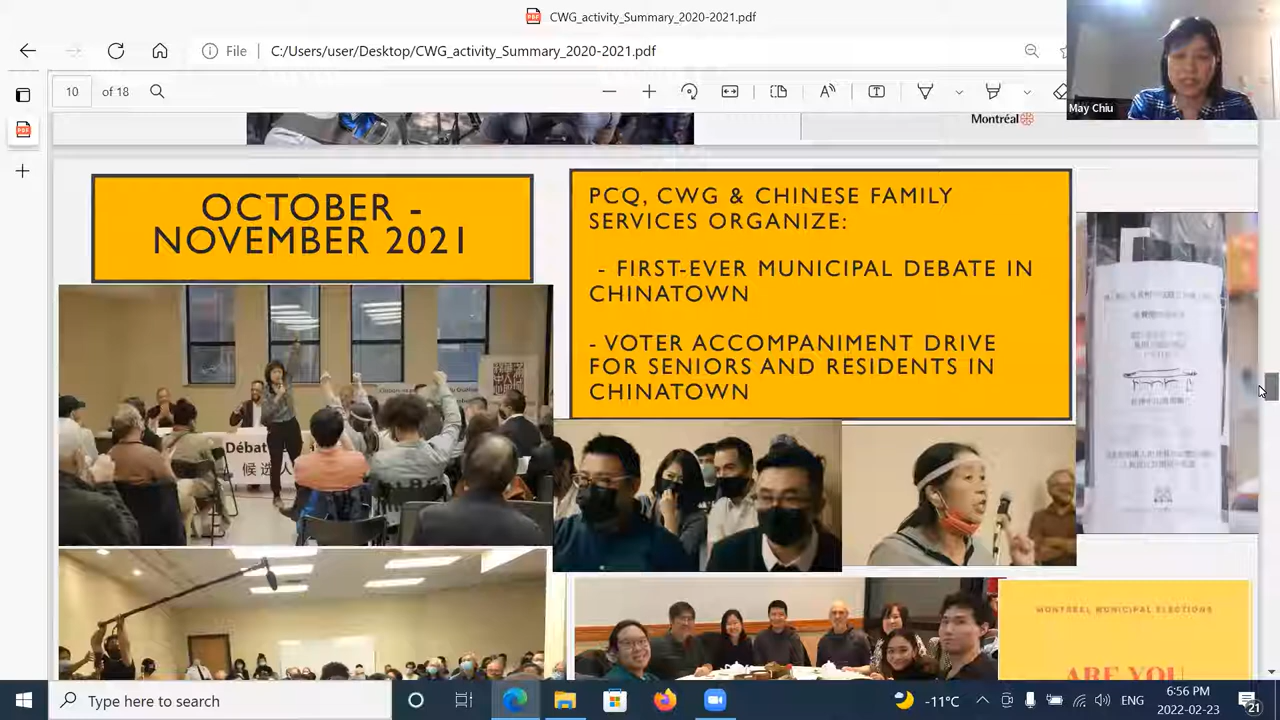 CWG_activity_Summary_2020-2021.pdf
File
C:/Users/user/Desktop/CWG_activity_Summary_2020-2021.pdf
10 of 18
May Chiu
Montréal
OCTOBER -
NOVEMBER 2021
PCQ, CWG & CHINESE FAMILY
SERVICES ORGANIZE:
- FIRST-EVER MUNICIPAL DEBATE IN
CHINATOWN
- VOTER ACCOMPANIMENT DRIVE
FOR SENIORS AND RESIDENTS IN
CHINATOWN
Débat
候选人
MONTREAL MUNICIPAL ELECTIONS
ARE YOU
Type here to search
-11°C
ENG
6:56 PM
2022-02-23
21